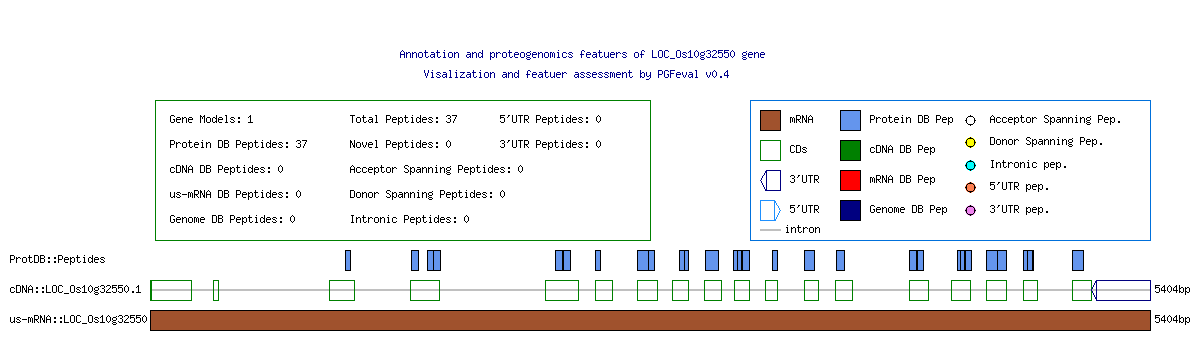 Annotation and proteogenomics featuers of LOC_Os10g32550 gene
Visalization and featuer assessment by PGFeval v0.4
Gene Models: 1
Total Peptides: 37
5'UTR Peptides: 0
Protein DB Peptides: 37
Novel Peptides: 0
3'UTR Peptides: 0
cDNA DB Peptides: 0
Acceptor Spanning Peptides: 0
us-mRNA DB Peptides: 0
Donor Spanning Peptides: 0
Genome DB Peptides: 0
Intronic Peptides: 0
mRNA
Protein DB Pep
Acceptor Spanning Pep.
CDs
cDNA DB Pep
Donor Spanning Pep.
3'UTR
mRNA DB Pep
Intronic pep.
5'UTR
Genome DB Pep
5'UTR pep.
intron
3'UTR pep.
ProtDB::Peptides
cDNA::LOC_Os10g32550.1
5404bp
us-mRNA::LOC_Os10g32550
5404bp